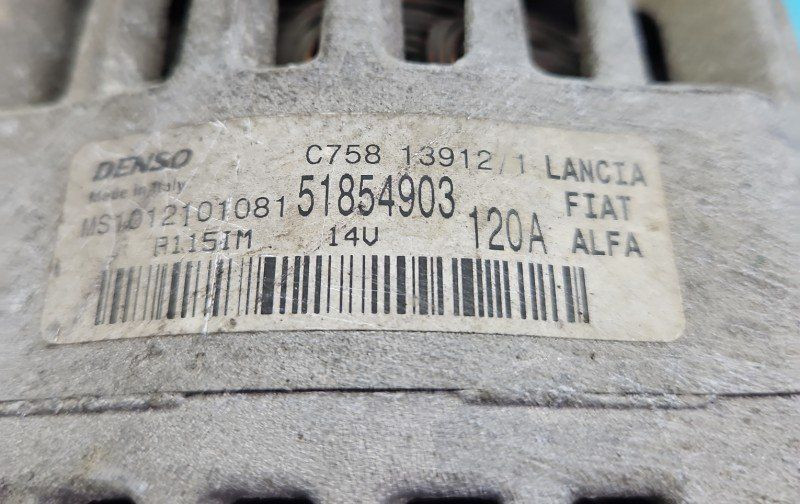 DENSO C758 13912/1 LANCIA
Made in Italy
MS1012101081 51854903 FIAT
A115IM 14V 120A ALFA